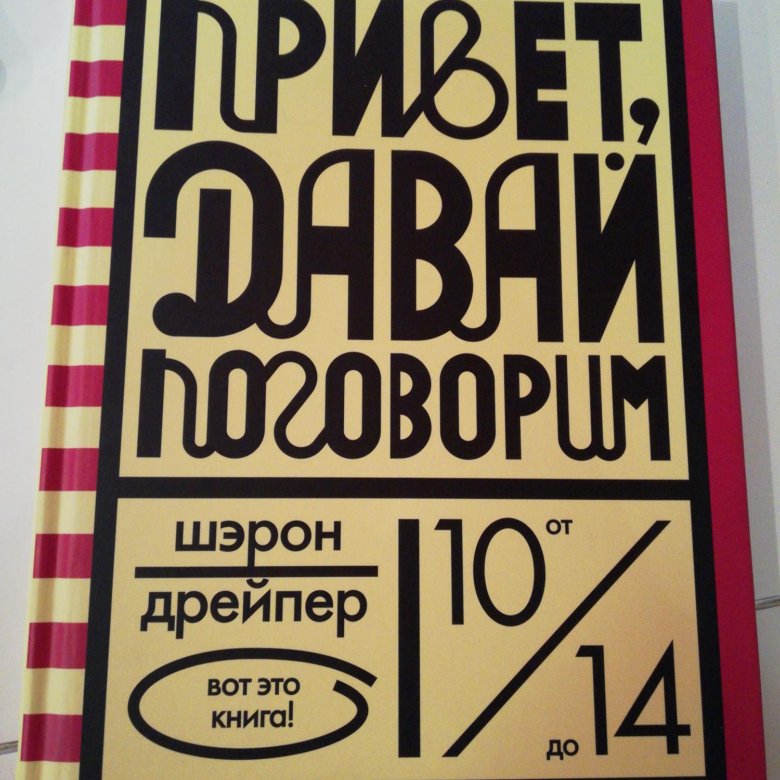 ПРИВЕТ,
ДАВАЙ
ПОГОВОРИМ
шэрон
дрейпер
вот это
книга!
от
10
до
14